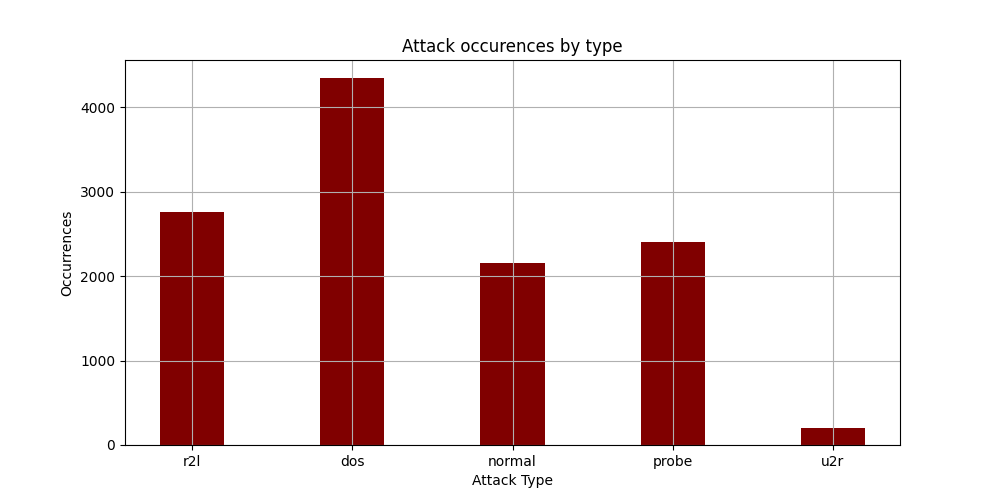 Attack occurences by type
4000
3000
2000
1000
0
Occurrences
r2l
dos
normal
probe
u2r
Attack Type